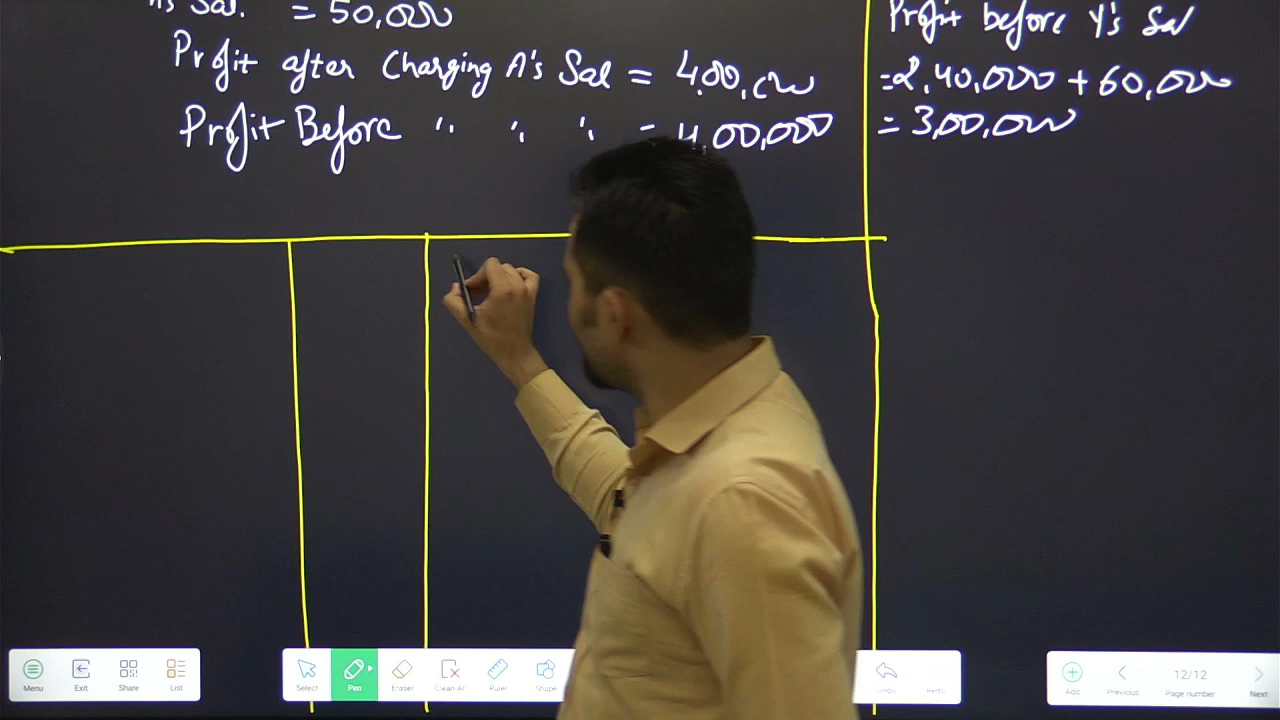 A's Sal. = 50,000
Profit after Charging A's Sal = 4,00,000
Profit Before " " " = 4,00,000
Profit before Y's Sal
= 2,40,000 + 60,000
= 3,00,000
Menu
Exit
Share
List
Select
Pen
Eraser
Clean All
Ruler
Shape
Undo
Redo
Add
Previous
12/12
Page number
Next